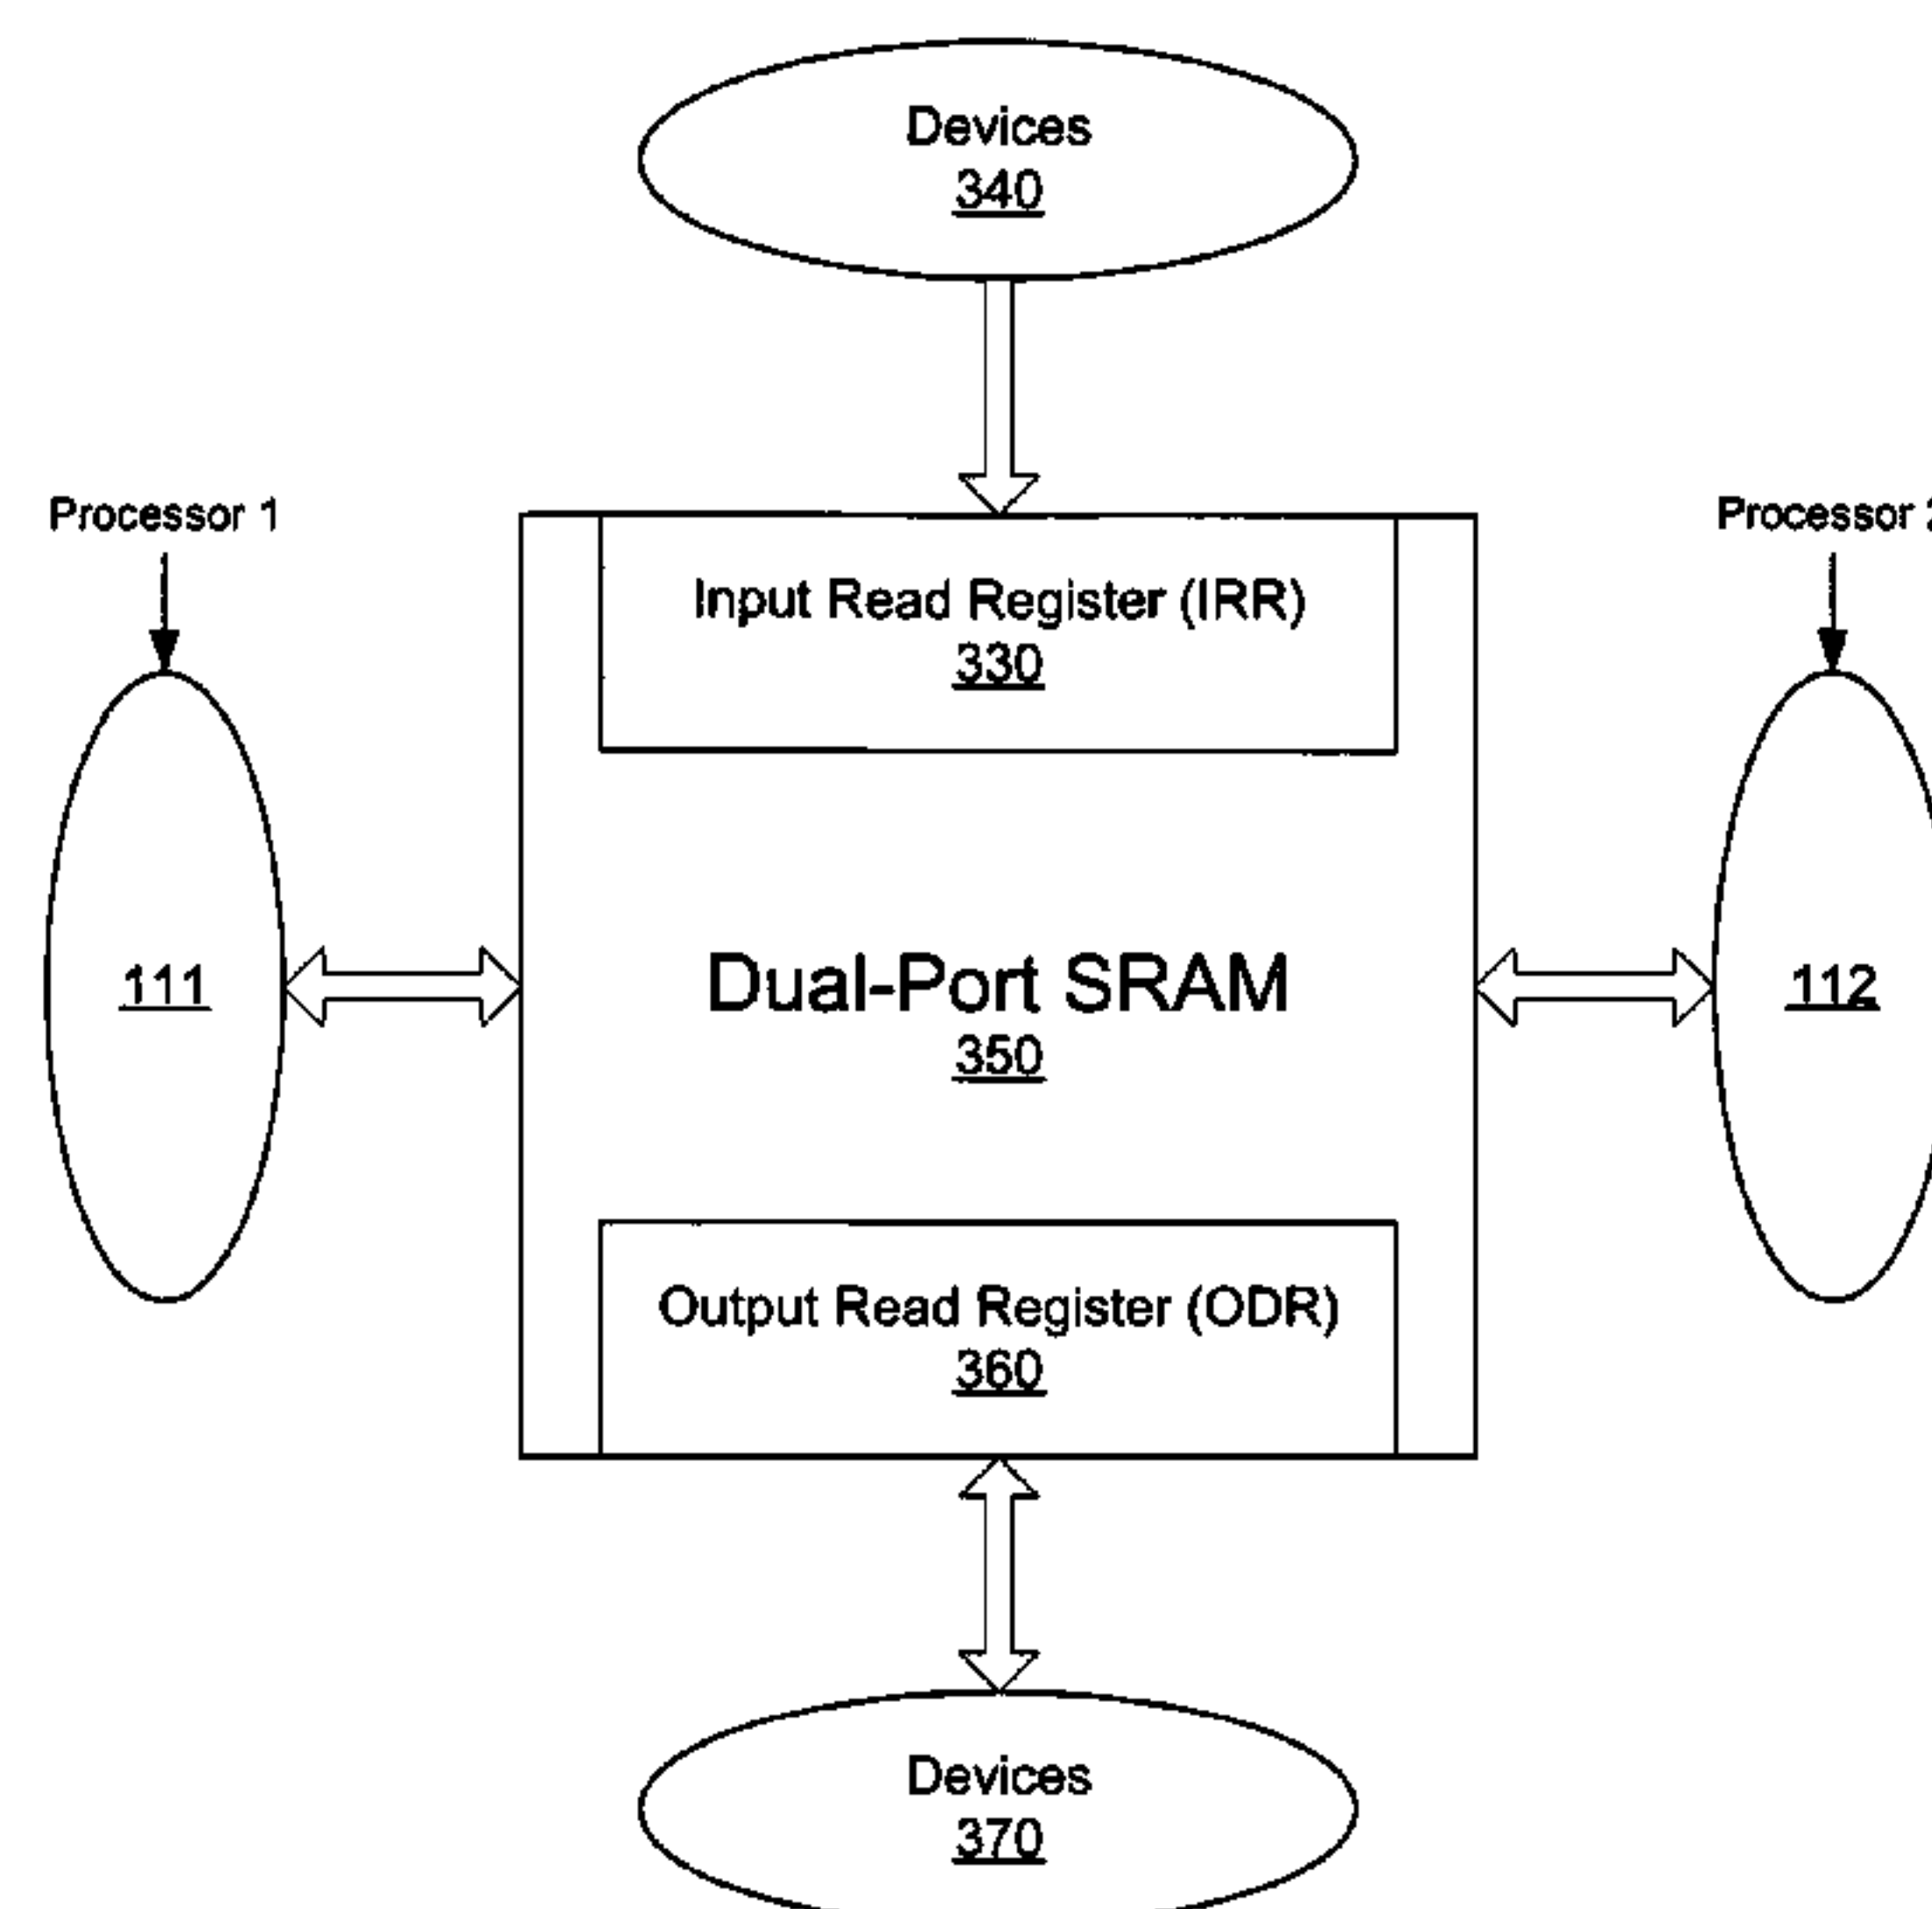 Devices
340
Processor 1
Processor
Input Read Register (IRR)
330
111
Dual-Port SRAM
350
112
Output Read Register (ODR)
360
Devices
370